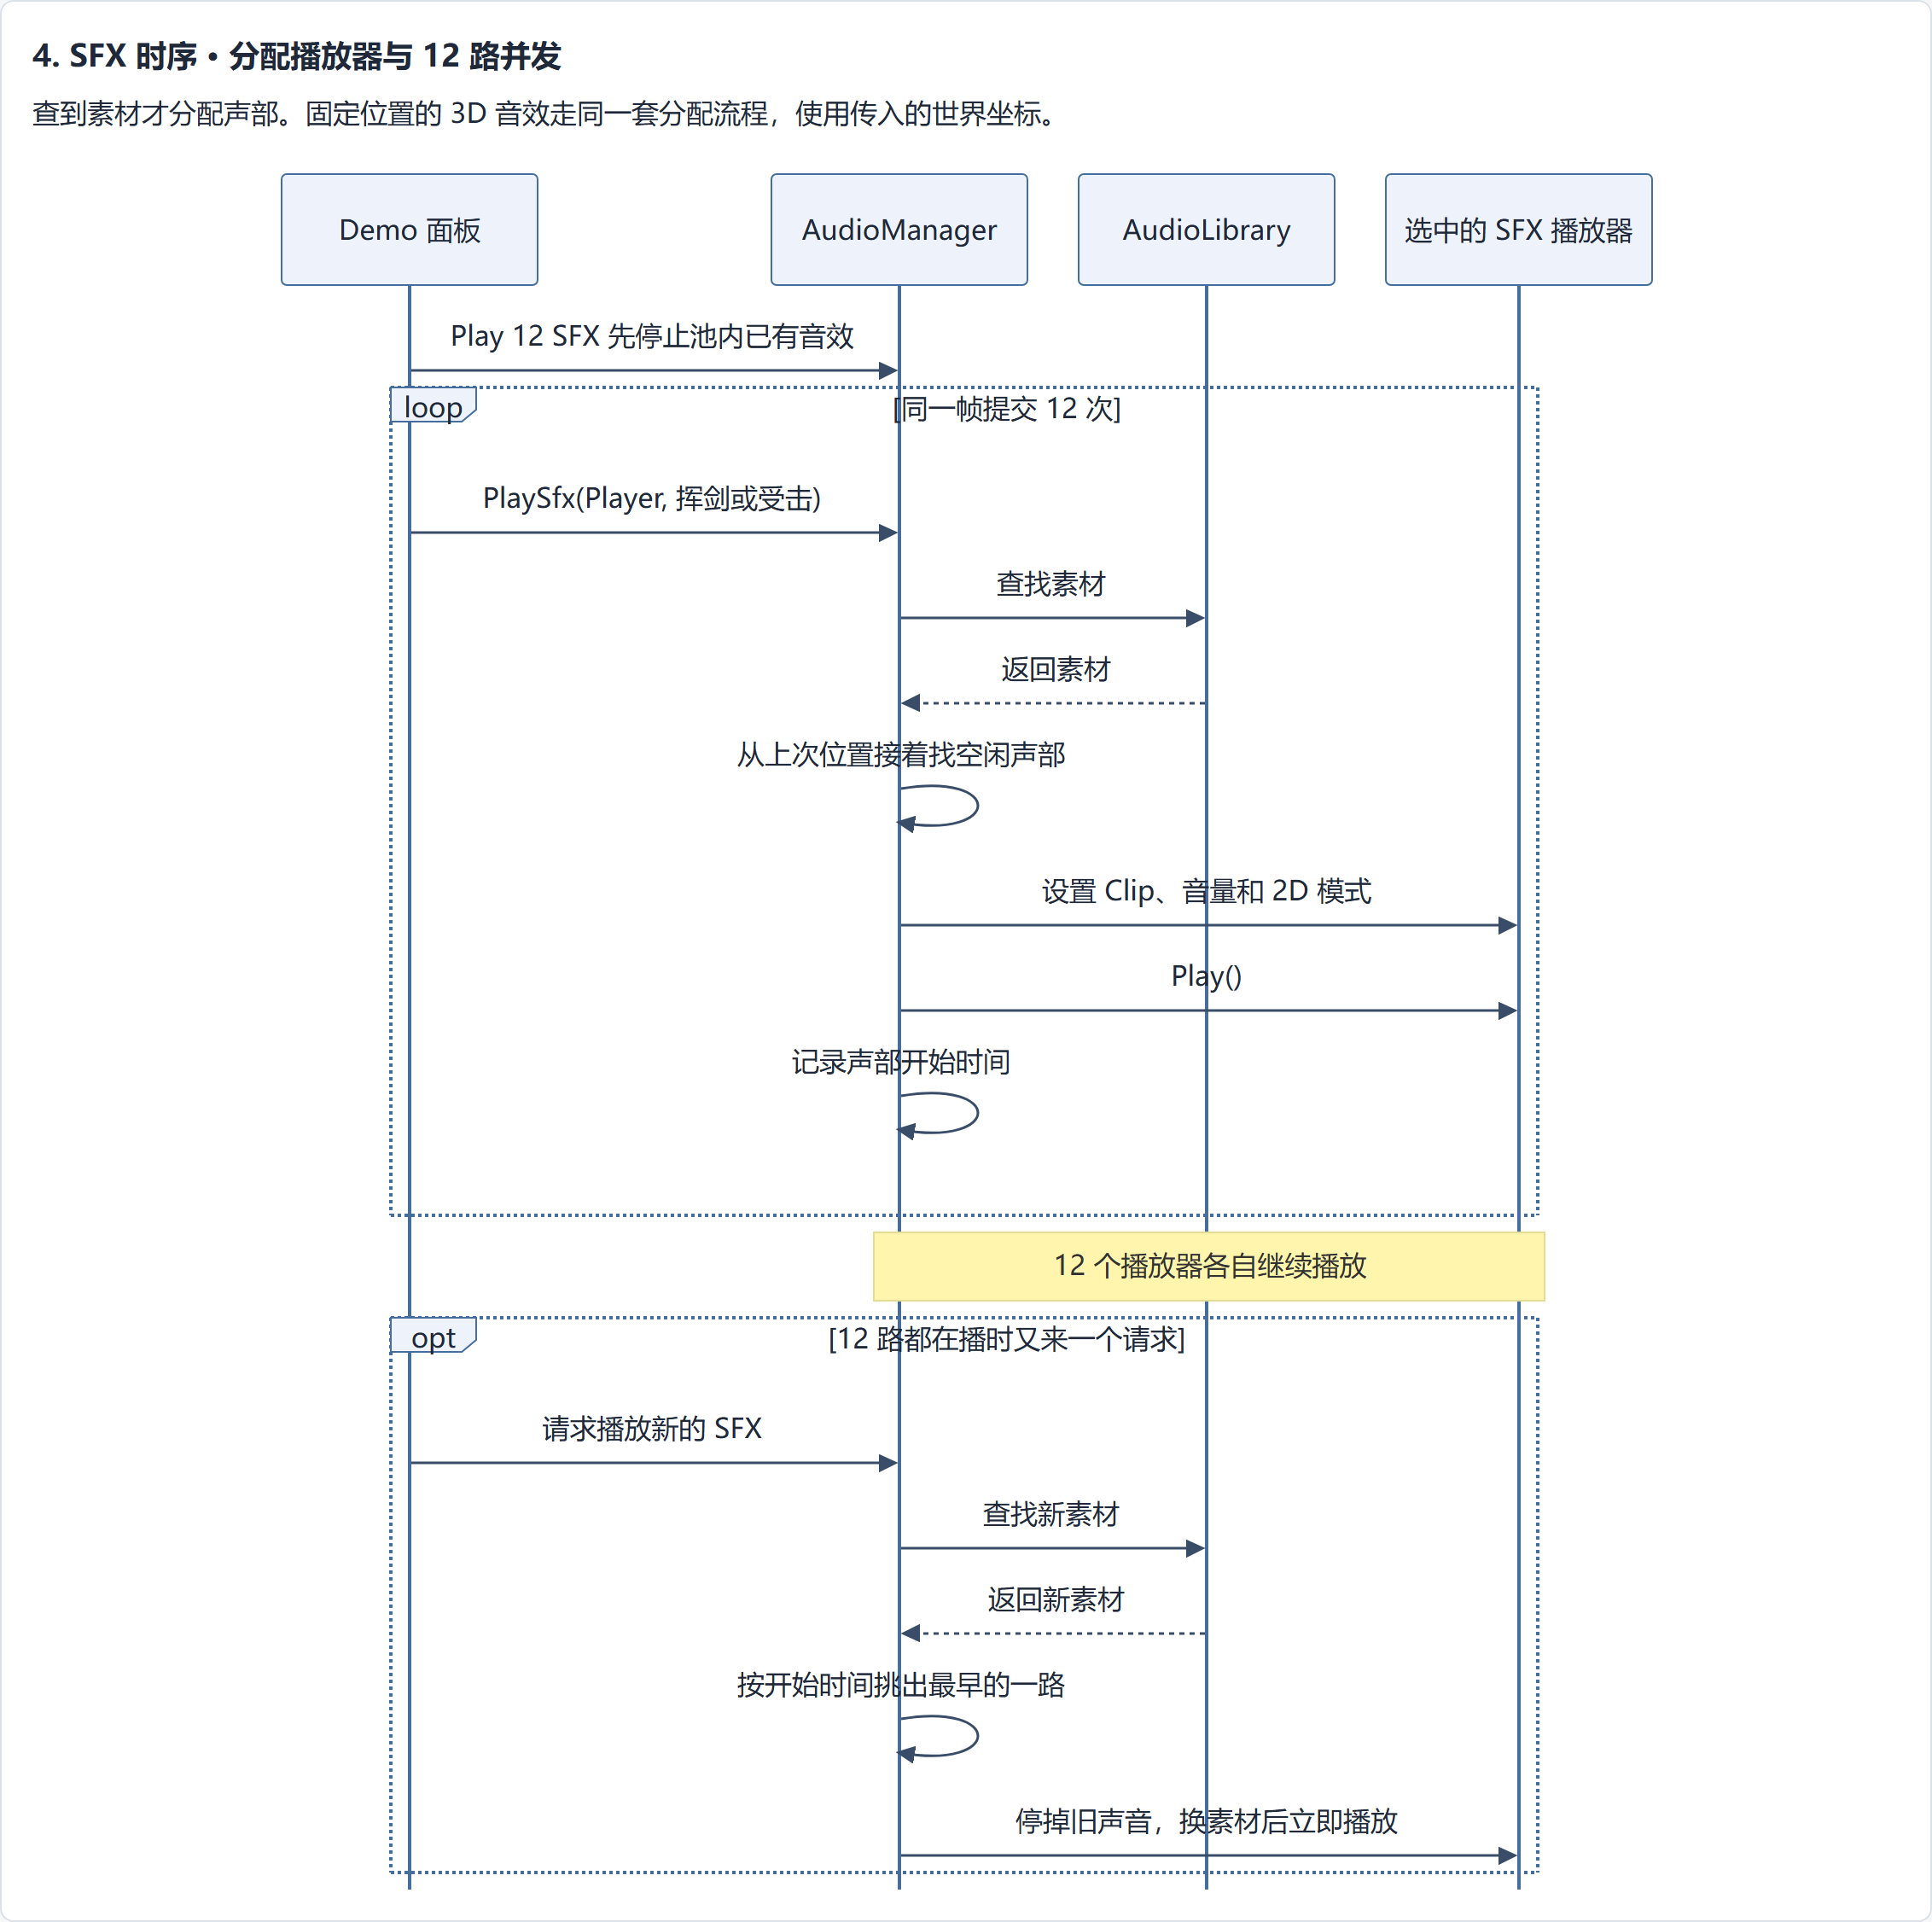 4. SFX 时序 • 分配播放器与 12 路并发
查到素材才分配声部。固定位置的 3D 音效走同一套分配流程，使用传入的世界坐标。
Demo 面板
AudioManager
AudioLibrary
选中的 SFX 播放器
Play 12 SFX 先停止池内已有音效
loop
[同一帧提交 12 次]
PlaySfx(Player, 挥剑或受击)
查找素材
返回素材
从上次位置接着找空闲声部
设置 Clip、音量和 2D 模式
Play()
记录声部开始时间
12 个播放器各自继续播放
opt
[12 路都在播时又来一个请求]
请求播放新的 SFX
查找新素材
返回新素材
按开始时间挑出最早的一路
停掉旧声音，换素材后立即播放